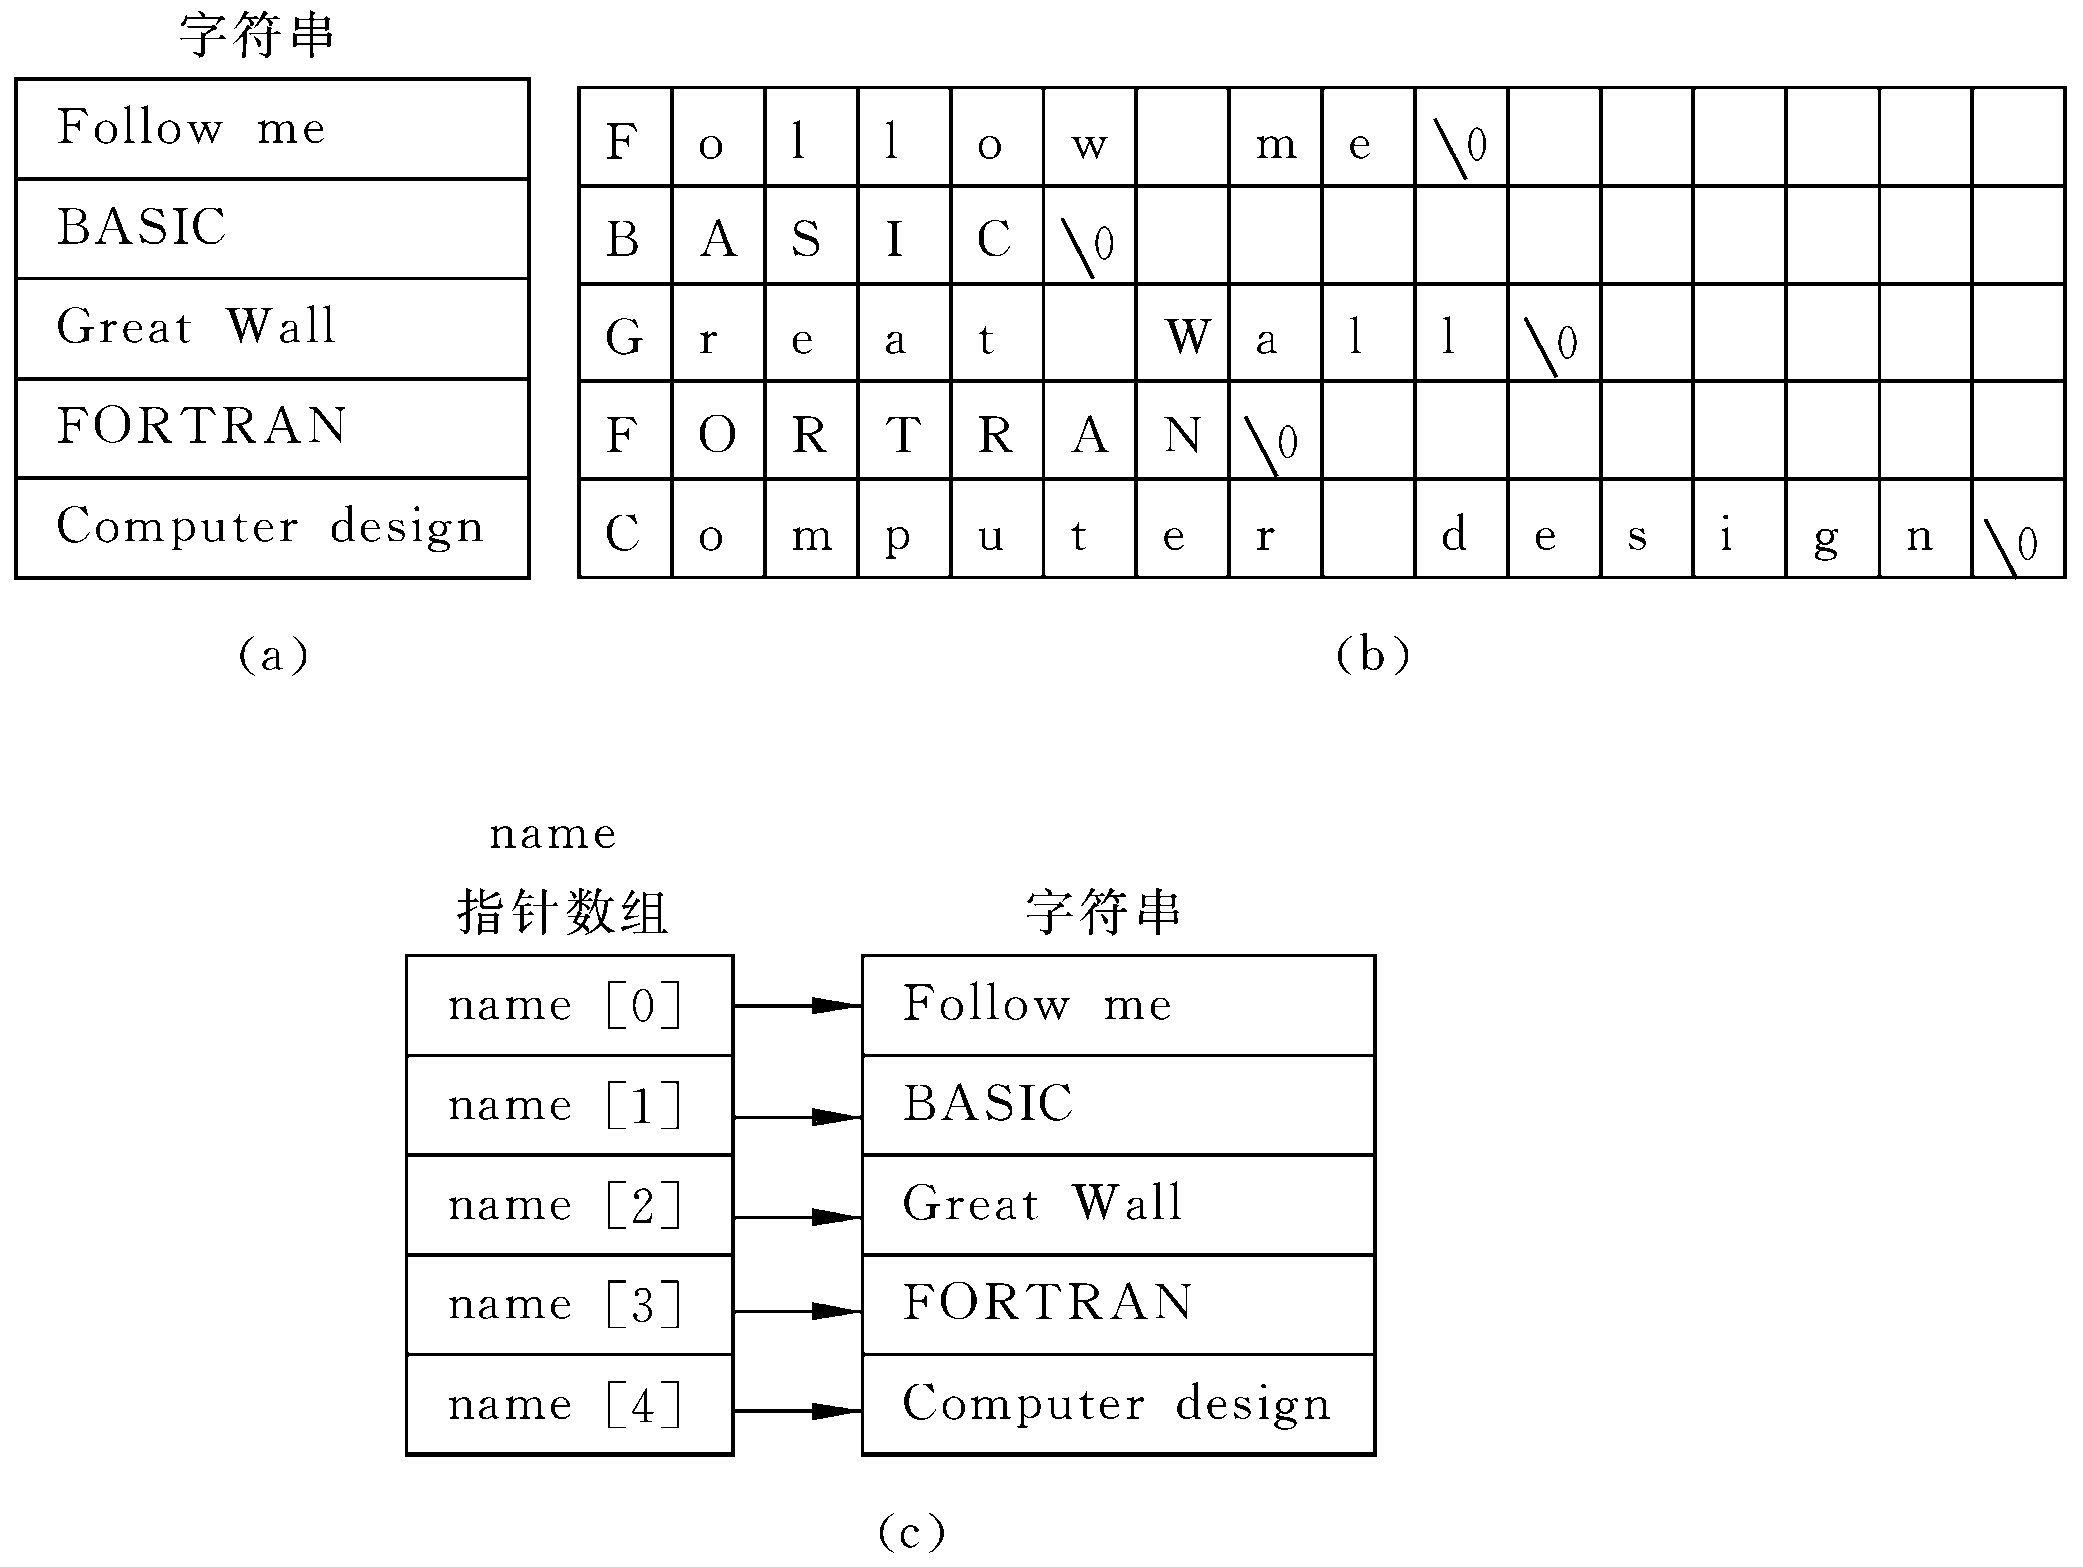 字符串
Follow me
BASIC
Great Wall
FORTRAN
Computer design
(a)
F o l l o w m e \0
B A S I C \0
G r e a t W a l l \0
F O R T R A N \0
C o m p u t e r d e s i g n \0
(b)
name
指针数组
name [0]
name [1]
name [2]
name [3]
name [4]
字符串
Follow me
BASIC
Great Wall
FORTRAN
Computer design
(c)